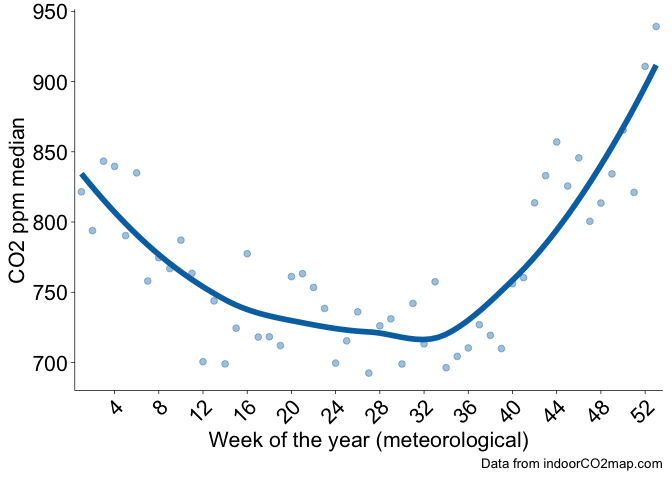 950
900
850
800
750
700
CO2 ppm median
4 8 12 16 20 24 28 32 36 40 44 48 52
Week of the year (meteorological)
Data from indoorCO2map.com